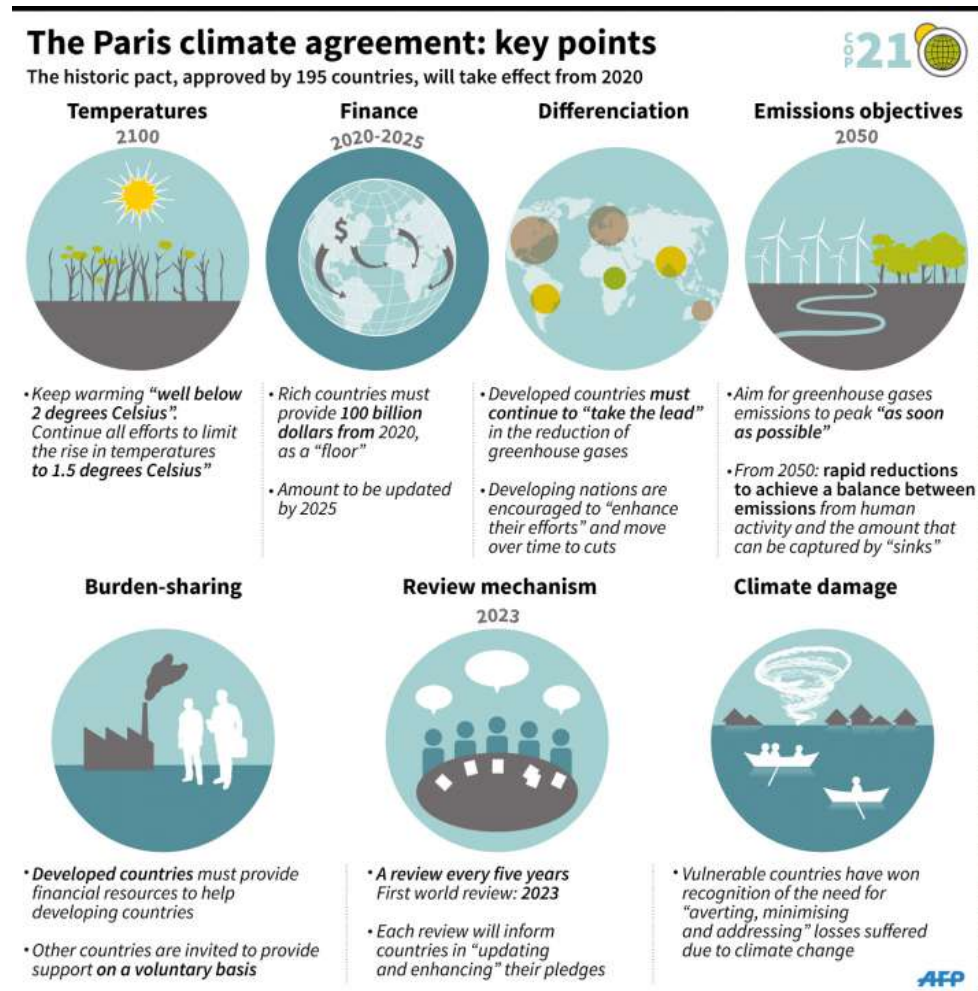 The Paris climate agreement: key points
COP 21
The historic pact, approved by 195 countries, will take effect from 2020
Temperatures
2100
• Keep warming “well below
2 degrees Celsius”.
Continue all efforts to limit
the rise in temperatures
to 1.5 degrees Celsius”
Finance
2020-2025
$
• Rich countries must
provide 100 billion
dollars from 2020,
as a “floor”
• Amount to be updated
by 2025
Differenciation
• Developed countries must
continue to “take the lead”
in the reduction of
greenhouse gases
• Developing nations are
encouraged to “enhance
their efforts” and move
over time to cuts
Emissions objectives
2050
• Aim for greenhouse gases
emissions to peak “as soon
as possible”
• From 2050: rapid reductions
to achieve a balance between
emissions from human
activity and the amount that
can be captured by “sinks”
Burden-sharing
• Developed countries must provide
financial resources to help
developing countries
• Other countries are invited to provide
support on a voluntary basis
Review mechanism
2023
• A review every five years
First world review: 2023
• Each review will inform
countries in “updating
and enhancing” their pledges
Climate damage
• Vulnerable countries have won
recognition of the need for
“averting, minimising
and addressing” losses suffered
due to climate change
AFP